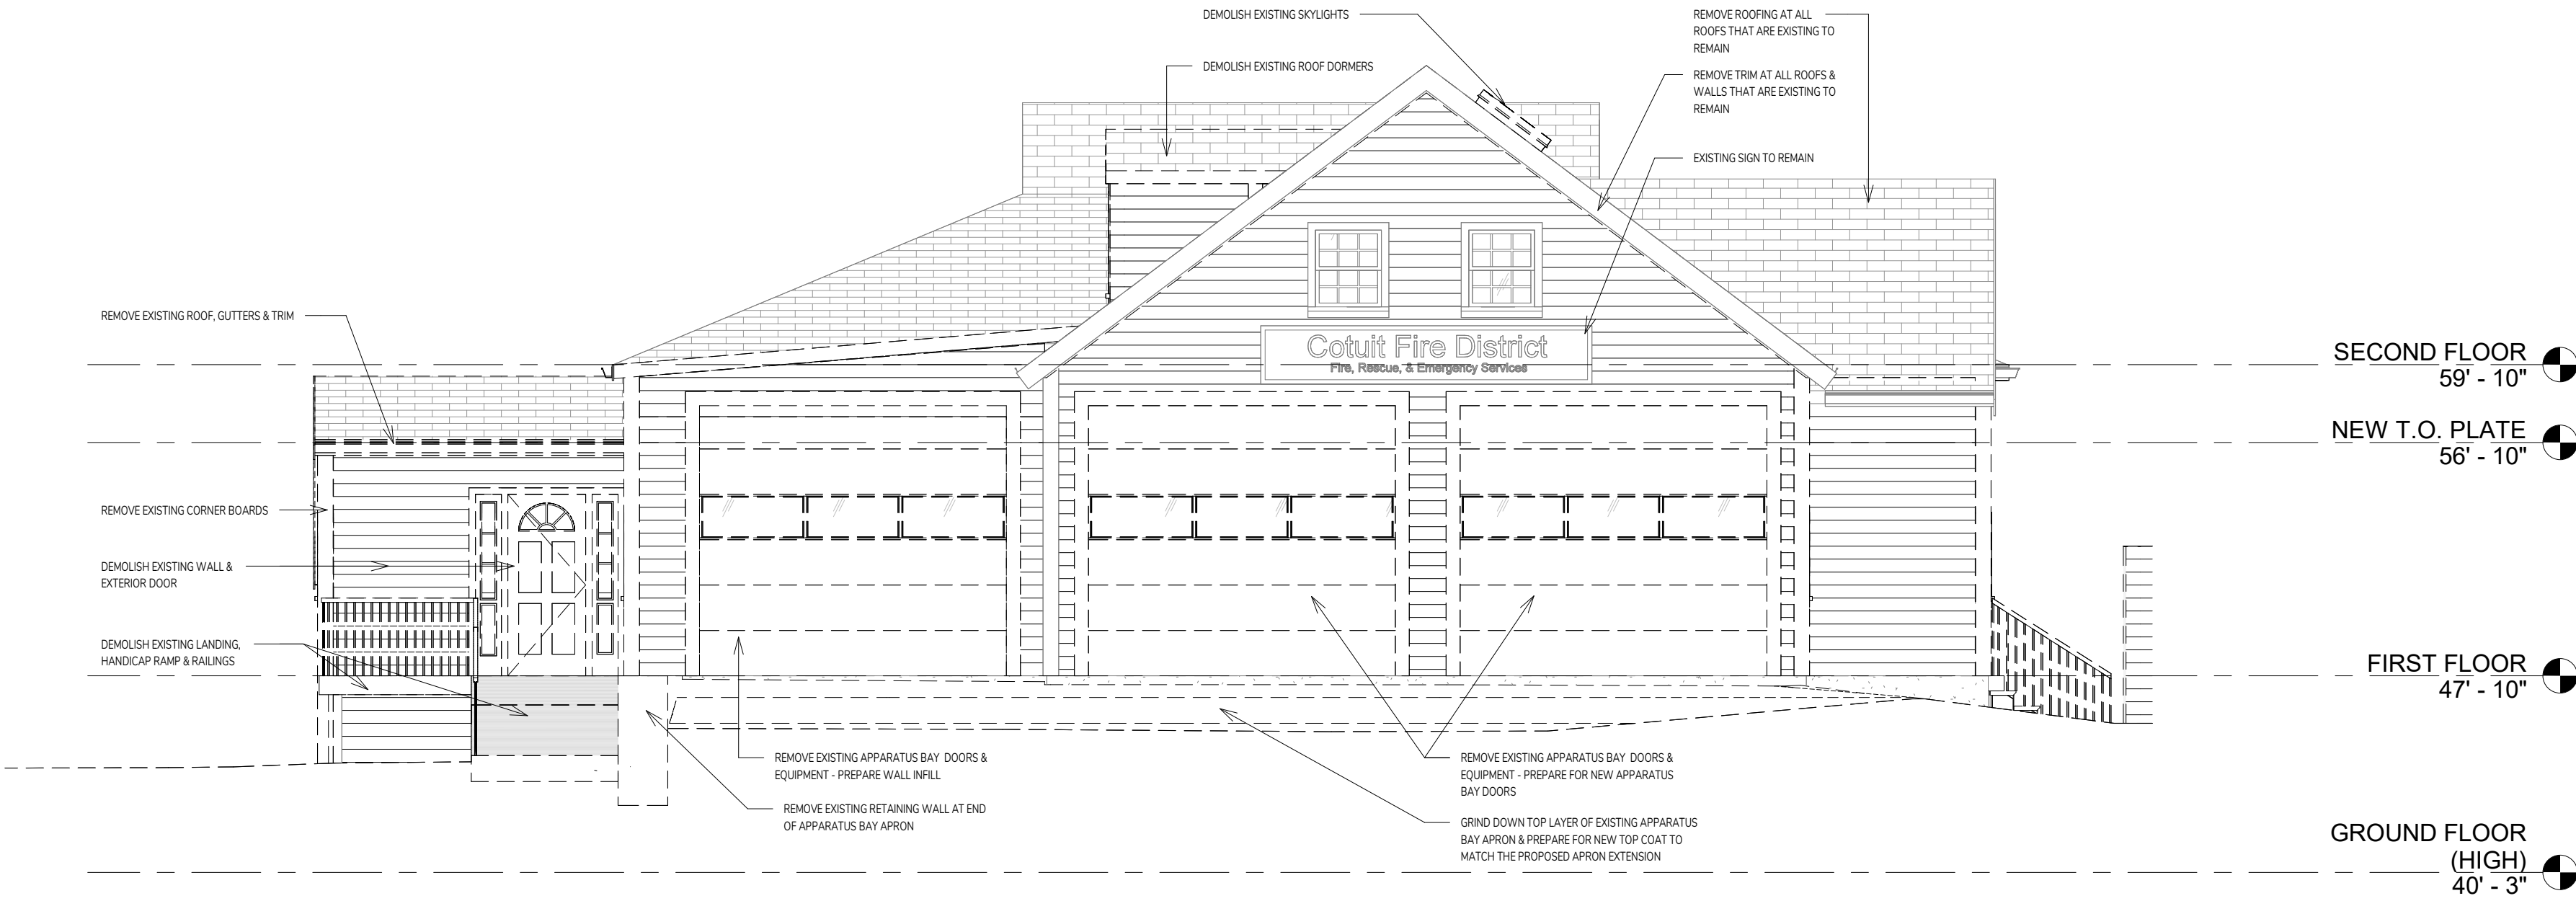 DEMOLISH EXISTING SKYLIGHTS
DEMOLISH EXISTING ROOF DORMERS
REMOVE ROOFING AT ALL
ROOFS THAT ARE EXISTING TO
REMAIN
REMOVE TRIM AT ALL ROOFS &
WALLS THAT ARE EXISTING TO
REMAIN
EXISTING SIGN TO REMAIN
REMOVE EXISTING ROOF, GUTTERS & TRIM
Cotuit Fire District
Fire, Rescue, & Emergency Services
REMOVE EXISTING CORNER BOARDS
DEMOLISH EXISTING WALL &
EXTERIOR DOOR
DEMOLISH EXISTING LANDING,
HANDICAP RAMP & RAILINGS
REMOVE EXISTING APPARATUS BAY DOORS &
EQUIPMENT - PREPARE WALL INFILL
REMOVE EXISTING RETAINING WALL AT END
OF APPARATUS BAY APRON
REMOVE EXISTING APPARATUS BAY DOORS &
EQUIPMENT - PREPARE FOR NEW APPARATUS
BAY DOORS
GRIND DOWN TOP LAYER OF EXISTING APPARATUS
BAY APRON & PREPARE FOR NEW TOP COAT TO
MATCH THE PROPOSED APRON EXTENSION
SECOND FLOOR
59' - 10"
NEW T.O. PLATE
56' - 10"
FIRST FLOOR
47' - 10"
GROUND FLOOR
(HIGH)
40' - 3"